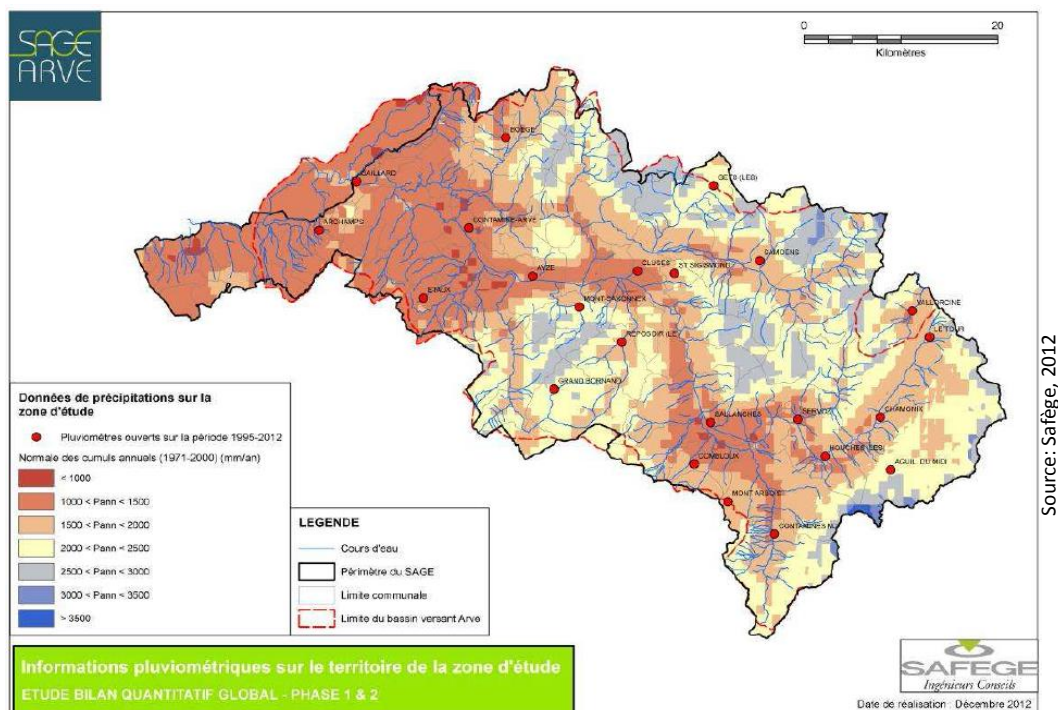 SAGE
ARVE
0 20
Kilomètres
BOEGE
GAILLARD
GETS (LES)
ARCHAMPS
CONTAMINE-ARVE
SAMOENS
CLUSES
ST SIGISMOND
AYZE
ETAUX
MONT-SAXONNEX
VALLORCINE
LE TOUR
REPOSOIR (LE)
GRAND BORNAND
SALLANCHES
SERVOZ
CHAMONIX
COMBLOUX
HOUCHES (LES)
AGUIL. DU MIDI
MONT ARBOIS
CONTAMINES MJ
Données de précipitations sur la
zone d'étude
Pluviomètres ouverts sur la période 1995-2012
Normale des cumuls annuels (1971-2000) (mm/an)
< 1000
1000 < Pann < 1500
1500 < Pann < 2000
2000 < Pann < 2500
2500 < Pann < 3000
3000 < Pann < 3500
> 3500
LEGENDE
Cours d'eau
Périmètre du SAGE
Limite communale
Limite du bassin versant Arve
Informations pluviométriques sur le territoire de la zone d'étude
ETUDE BILAN QUANTITATIF GLOBAL - PHASE 1 & 2
SAFEGE
Ingénieurs Conseils
Date de réalisation : Décembre 2012
Source: Safège, 2012